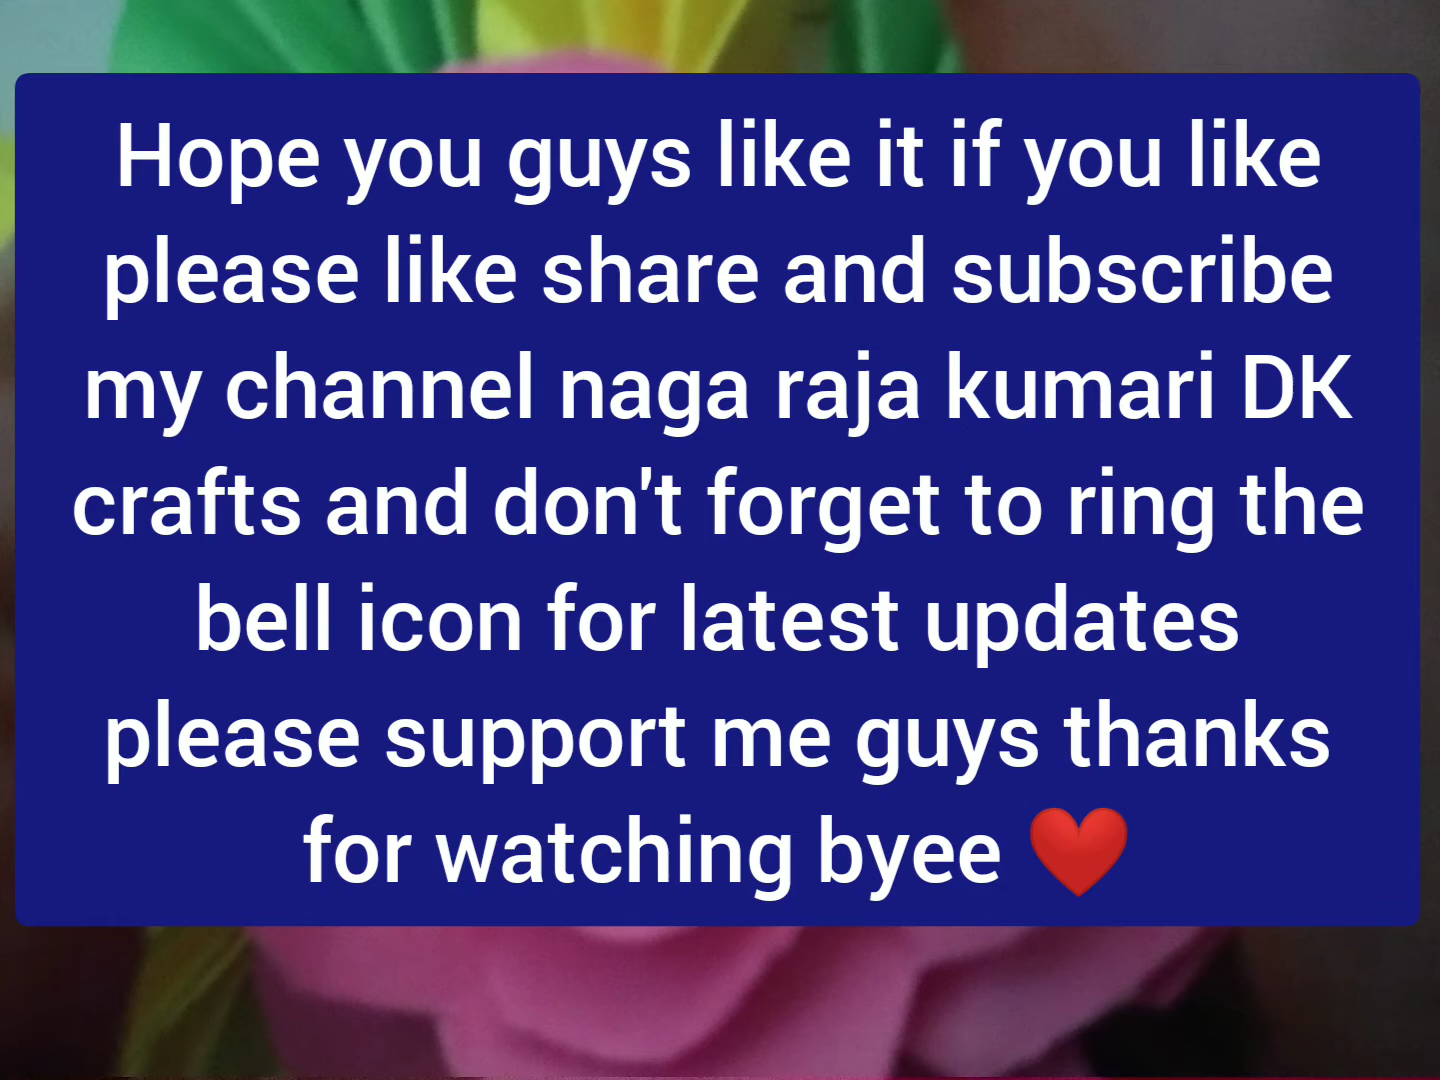 Hope you guys like it if you like
please like share and subscribe
my channel naga raja kumari DK
crafts and don't forget to ring the
bell icon for latest updates
please support me guys thanks
for watching byee ❤️